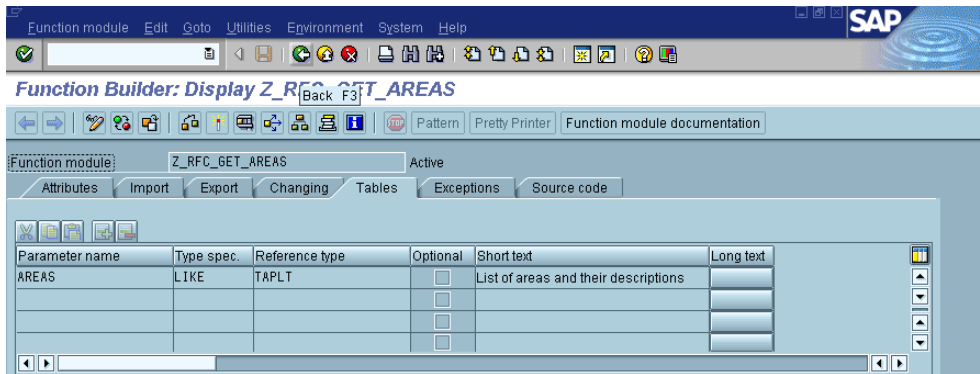 Function module Edit Goto Utilities Environment System Help
SAP
Function Builder: Display Z_RFC_GET_AREAS
Back F3
STOP Pattern Pretty Printer Function module documentation
Function module Z_RFC_GET_AREAS Active
Attributes Import Export Changing Tables Exceptions Source code
Parameter name Type spec. Reference type Optional Short text Long text
AREAS LIKE TAPLT List of areas and their descriptions